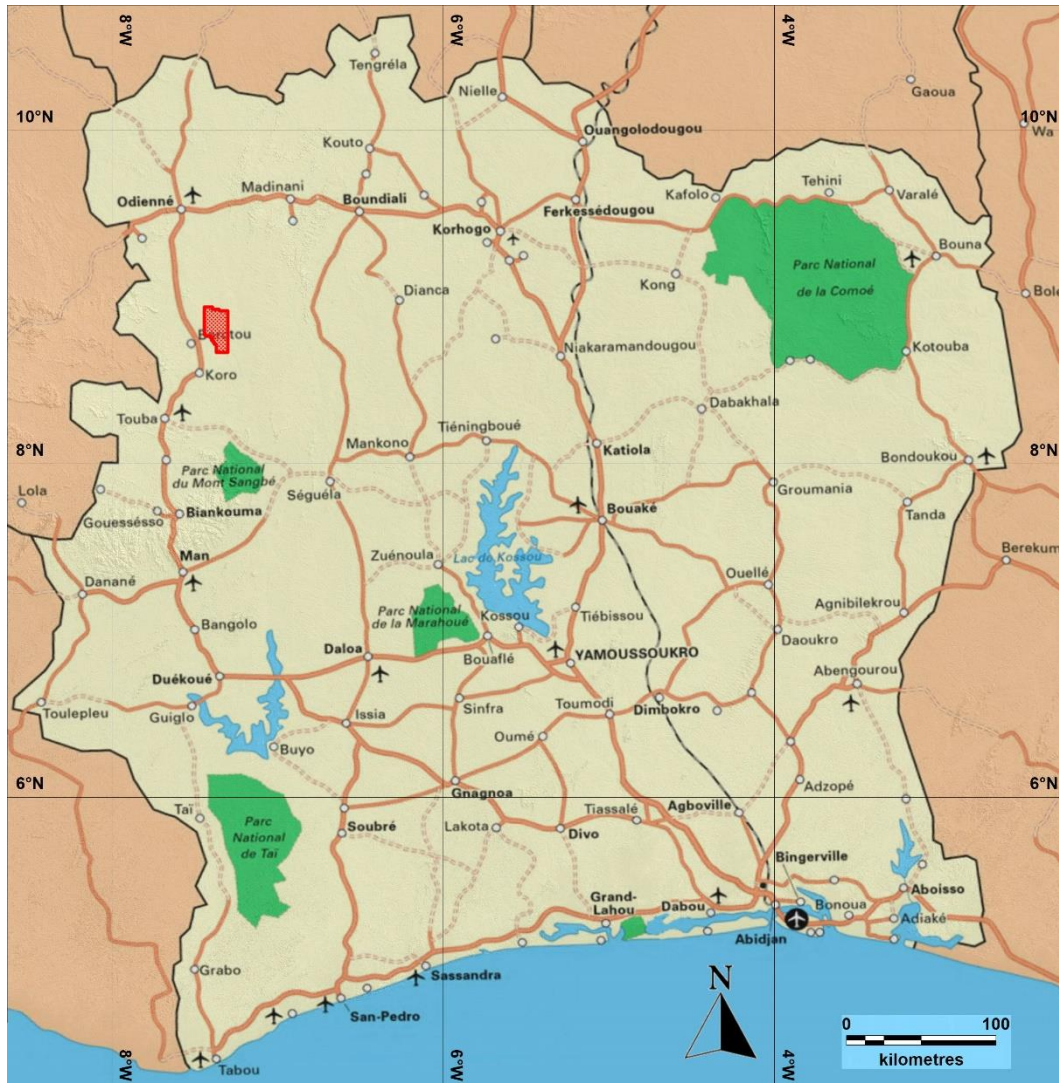 8°W
6°W
4°W
Tengréla
Nielle
Gaoua
10°N
10°N
Wa
Ouangolodougou
Kouto
Madinani
Kafolo
Tehini
Varalé
Odienné
Boundiali
Ferkessédougou
Korhogo
Bouna
Parc National
de la Comoé
Kong
Dianca
Kotouba
Niakaramandougou
Koro
Dabakhala
Touba
Tiéningboué
Mankono
Katiola
8°N
8°N
Bondoukou
Parc National
du Mont Sangbé
Lola
Séguéla
Groumania
Gouessésso
Biankouma
Tanda
Bouaké
Man
Zuénoula
Lac de Kossou
Berekum
Danané
Ouellé
Parc National
de la Marahoué
Agnibilekrou
Kossou
Tiébissou
Bangolo
Daoukro
Daloa
Bouaflé
YAMOUSSOUKRO
Abengourou
Duékoué
Toulepleu
Guiglo
Sinfra
Toumodi
Dimbokro
Issia
Oumé
Buyo
6°N
6°N
Gnagnoa
Adzopé
Taï
Parc
National
de Taï
Tiassalé
Agboville
Soubré
Lakota
Divo
Bingerville
Grand-
Lahou
Dabou
Bonoua
Aboisso
Adiaké
Abidjan
Grabo
Sassandra
San-Pedro
N
0
100
kilometres
Tabou
8°W
6°W
4°W